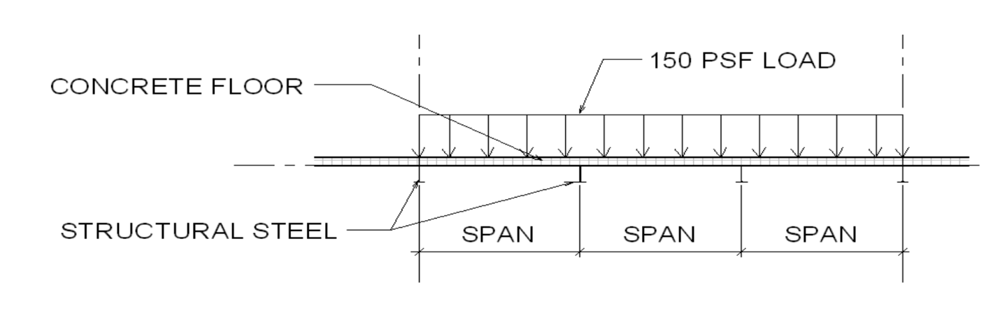 150 PSF LOAD
CONCRETE FLOOR
STRUCTURAL STEEL
SPAN
SPAN
SPAN